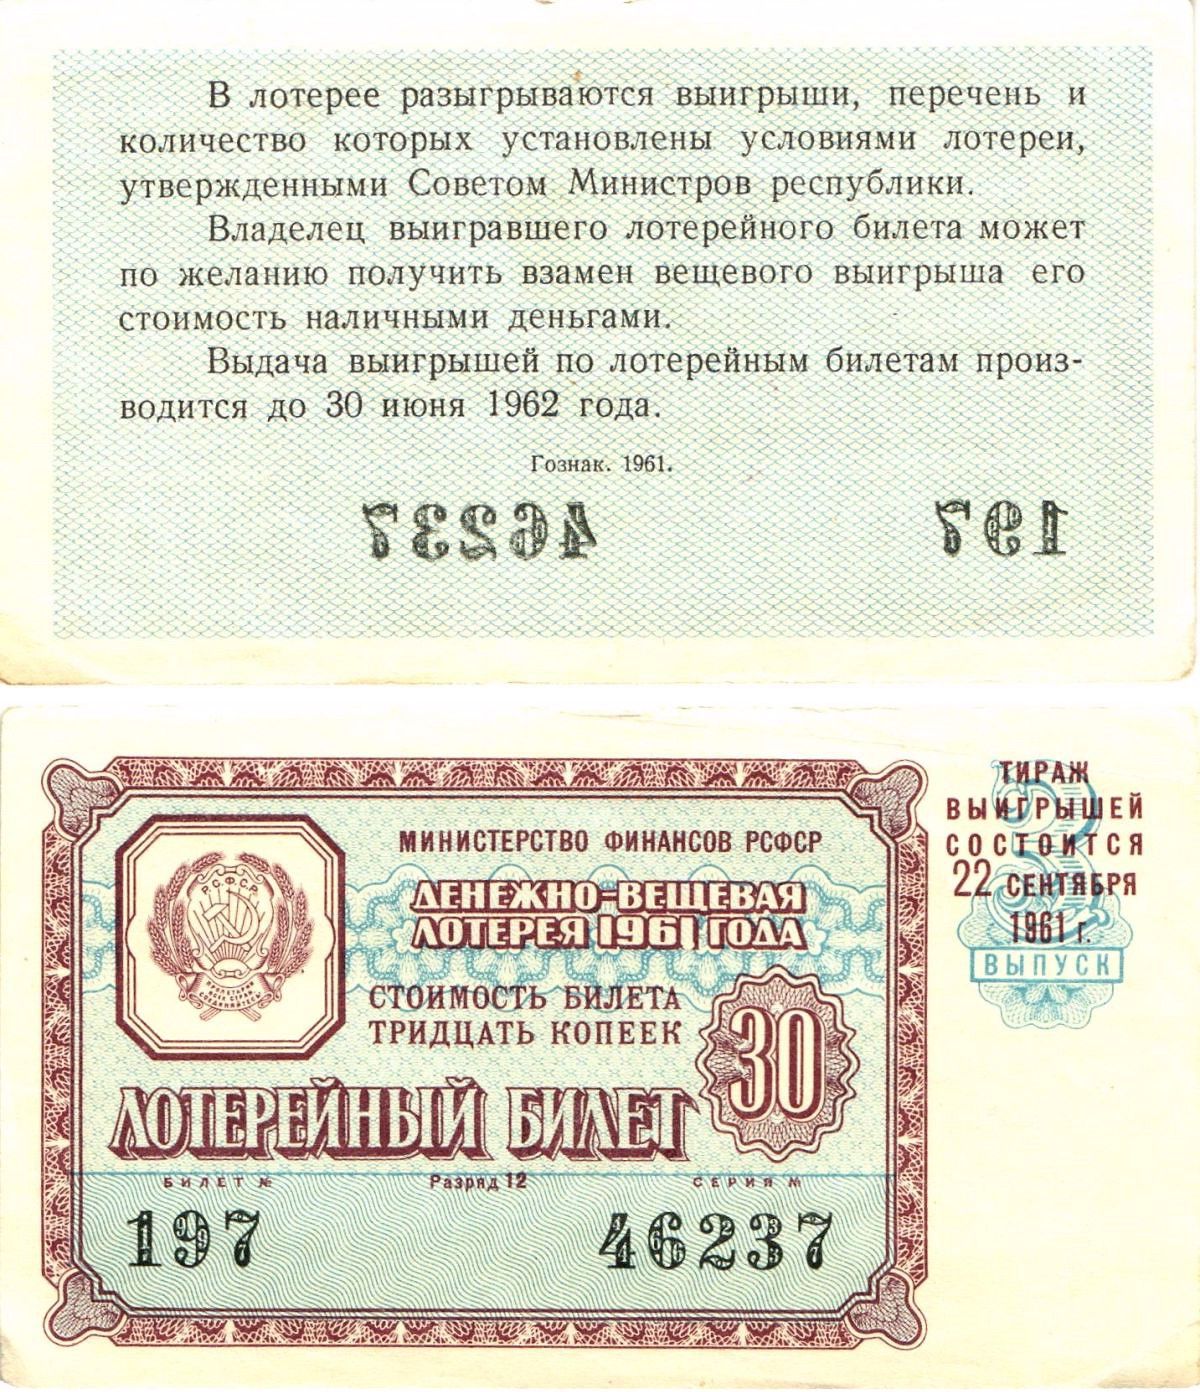 В лотерее разыгрываются выигрыши, перечень и
количество которых установлены условиями лотереи,
утвержденными Советом Министров республики.
Владелец выигравшего лотерейного билета может
по желанию получить взамен вещевого выигрыша его
стоимость наличными деньгами.
Выдача выигрышей по лотерейным билетам произ-
водится до 30 июня 1962 года.
Гознак. 1961.
46237
197
МИНИСТЕРСТВО ФИНАНСОВ РСФСР
ДЕНЕЖНО-ВЕЩЕВАЯ
ЛОТЕРЕЯ 1961 ГОДА
Р.С.Ф.С.Р.
СТОИМОСТЬ БИЛЕТА
ТРИДЦАТЬ КОПЕЕК
30
ЛОТЕРЕЙНЫЙ БИЛЕТ
БИЛЕТ №
Разряд 12
СЕРИЯ №
197
46237
ТИРАЖ
ВЫИГРЫШЕЙ
СОСТОИТСЯ
22 СЕНТЯБРЯ
1961 г.
3
ВЫПУСК